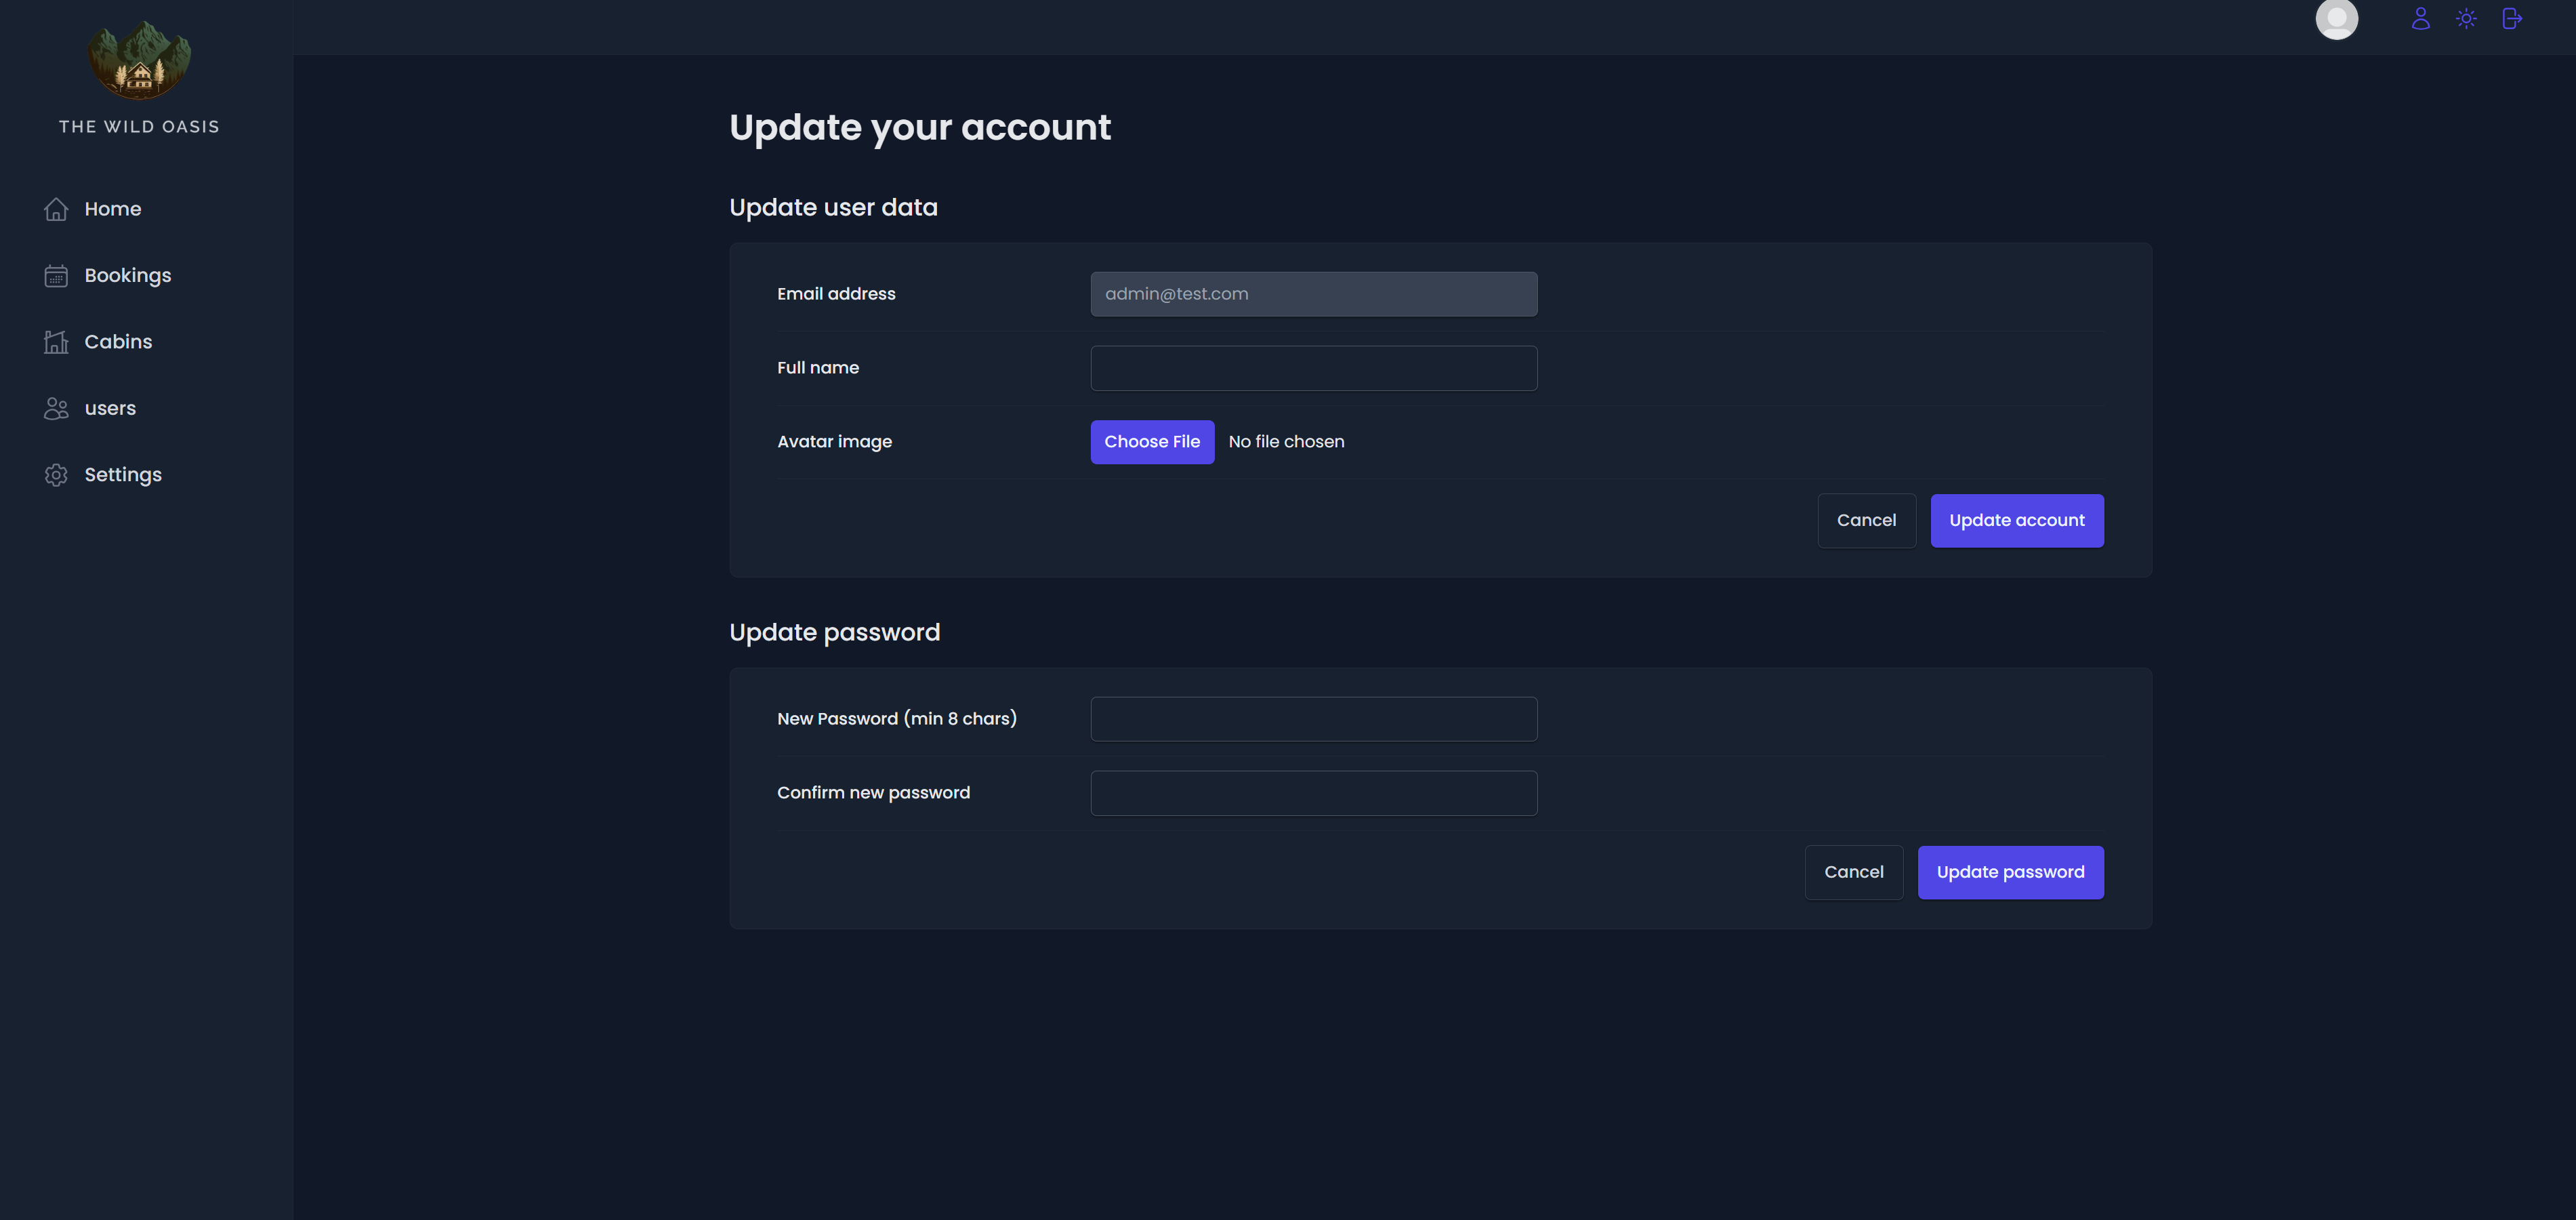 THE WILD OASIS
Home
Bookings
Cabins
users
Settings
Update your account
Update user data
Email address
admin@test.com
Full name
Avatar image
Choose File No file chosen
Cancel
Update account
Update password
New Password (min 8 chars)
Confirm new password
Cancel
Update password